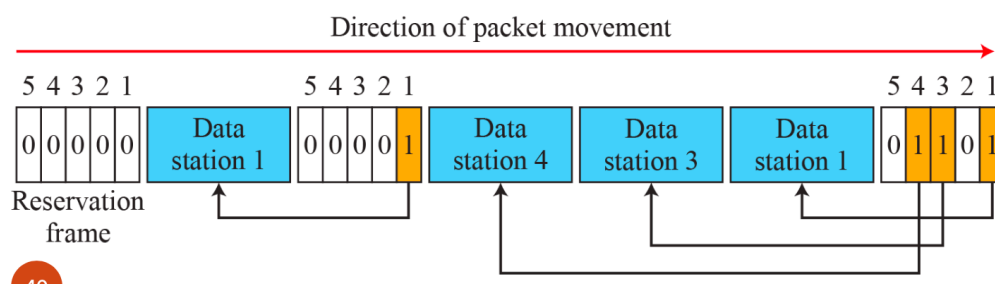 Direction of packet movement
5 4 3 2 1
5 4 3 2 1
5 4 3 2 1
0 0 0 0 0
Data
station 1
0 0 0 0 1
Data
station 4
Data
station 3
Data
station 1
0 1 1 0 1
Reservation
frame